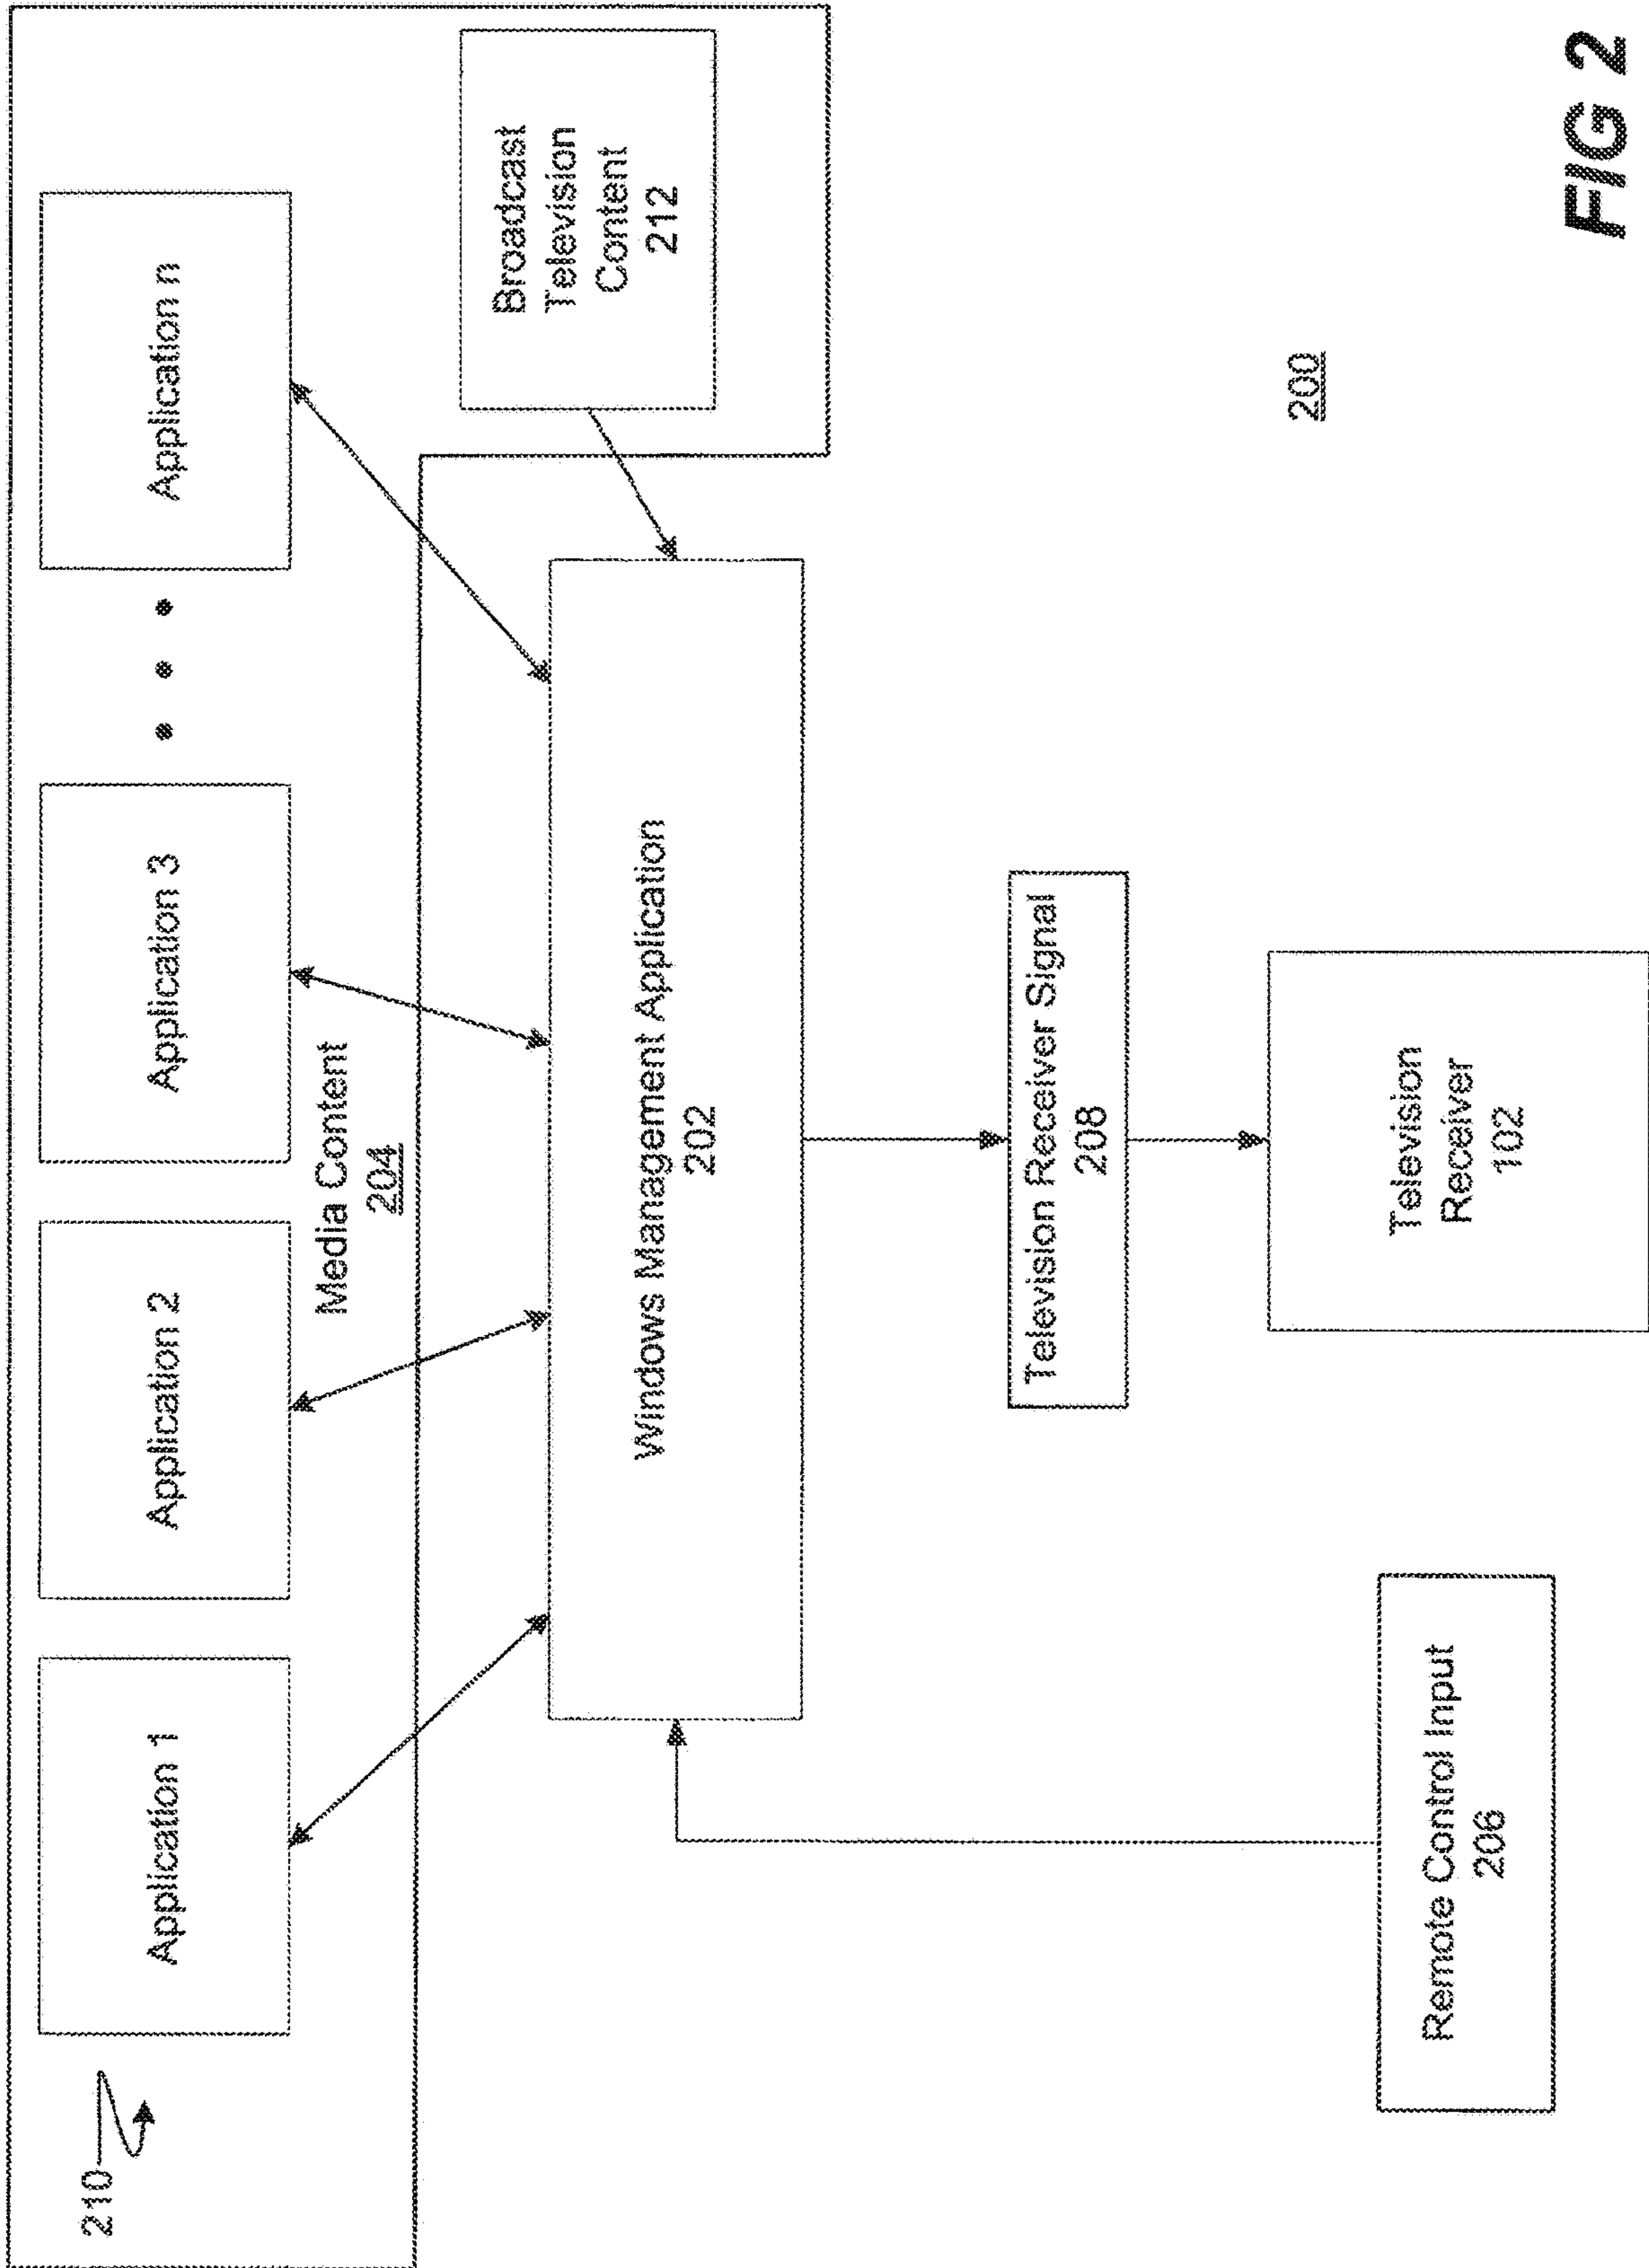 210
Application 1
Application 2
Application 3
Application n
Media Content
204
Broadcast
Television
Content
212
Windows Management Application
202
Television Receiver Signal
208
Remote Control Input
206
Television
Receiver
102
200
FIG 2